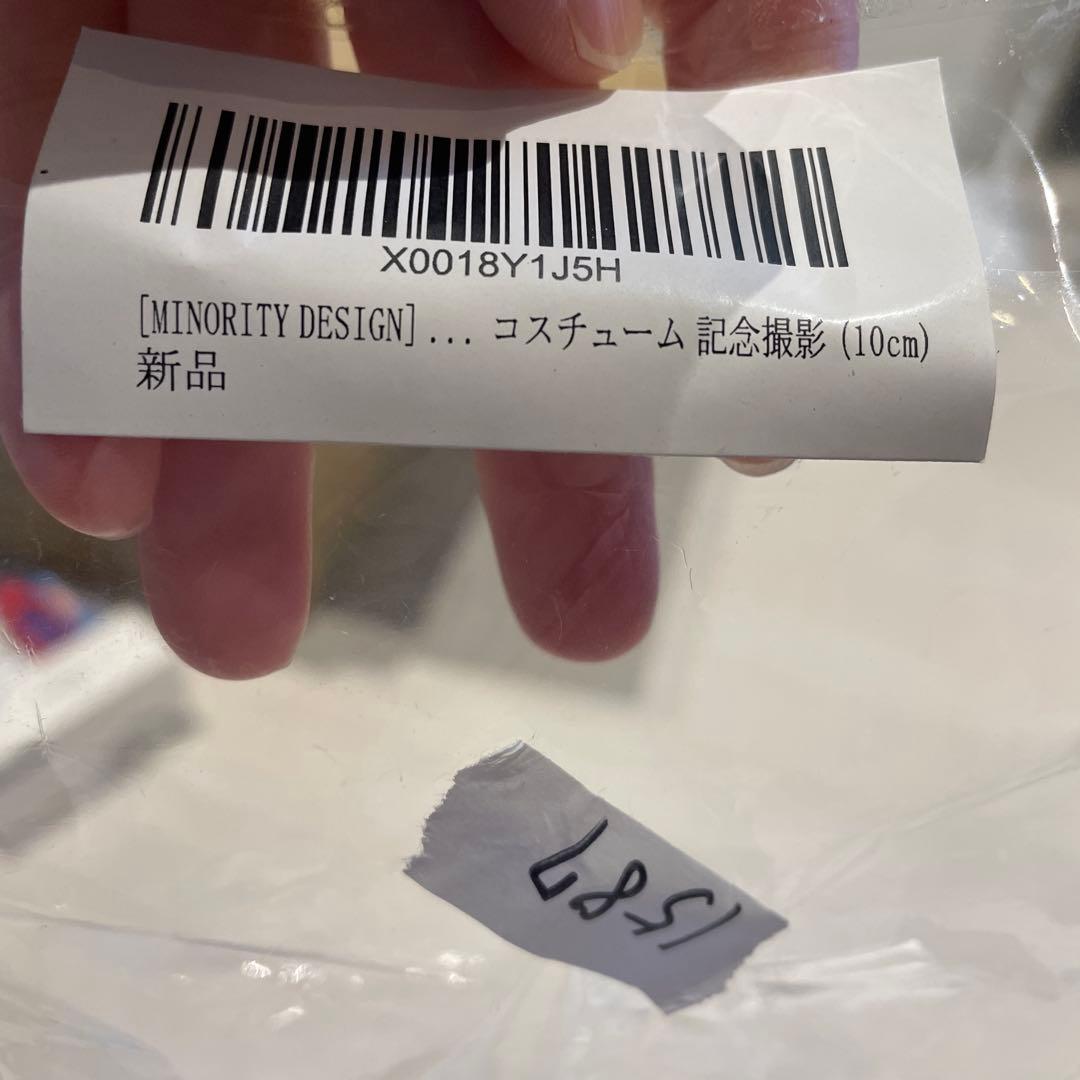 X0018Y1J5H
[MINORITY DESIGN]... コスチューム 記念撮影 (10cm)
新品
1587